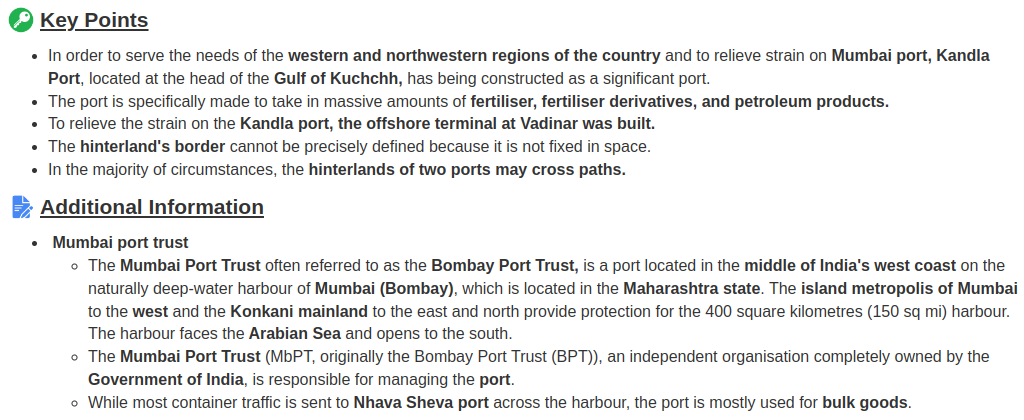 Key Points
In order to serve the needs of the western and northwestern regions of the country and to relieve strain on Mumbai port, Kandla
Port, located at the head of the Gulf of Kuchchh, has being constructed as a significant port.
The port is specifically made to take in massive amounts of fertiliser, fertiliser derivatives, and petroleum products.
To relieve the strain on the Kandla port, the offshore terminal at Vadinar was built.
The hinterland's border cannot be precisely defined because it is not fixed in space.
In the majority of circumstances, the hinterlands of two ports may cross paths.
Additional Information
Mumbai port trust
The Mumbai Port Trust often referred to as the Bombay Port Trust, is a port located in the middle of India's west coast on the
naturally deep-water harbour of Mumbai (Bombay), which is located in the Maharashtra state. The island metropolis of Mumbai
to the west and the Konkani mainland to the east and north provide protection for the 400 square kilometres (150 sq mi) harbour.
The harbour faces the Arabian Sea and opens to the south.
The Mumbai Port Trust (MbPT, originally the Bombay Port Trust (BPT)), an independent organisation completely owned by the
Government of India, is responsible for managing the port.
While most container traffic is sent to Nhava Sheva port across the harbour, the port is mostly used for bulk goods.